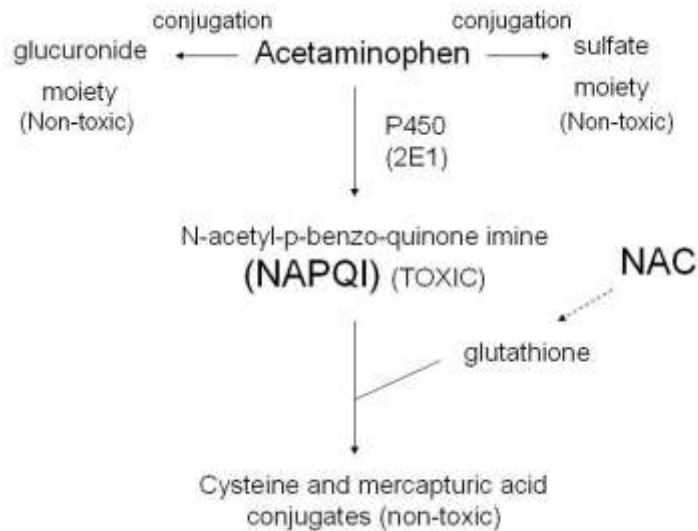 conjugation
conjugation
glucuronide
Acetaminophen
sulfate
moiety
moiety
(Non-toxic)
(Non-toxic)
P450
(2E1)
N-acetyl-p-benzo-quinone imine
(NAPQI) (TOXIC)
NAC
glutathione
Cysteine and mercapturic acid
conjugates (non-toxic)